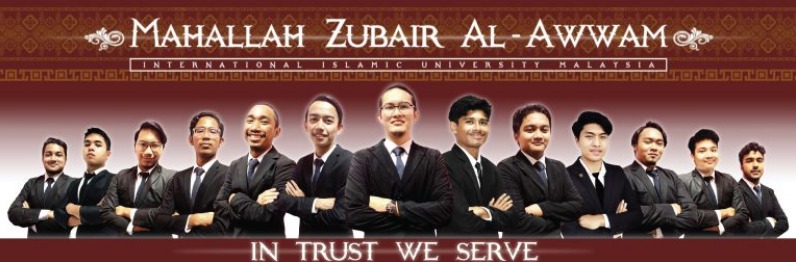 MAHALLAH ZUBAIR AL-AWWAM
INTERNATIONAL ISLAMIC UNIVERSITY MALAYSIA
IN TRUST WE SERVE